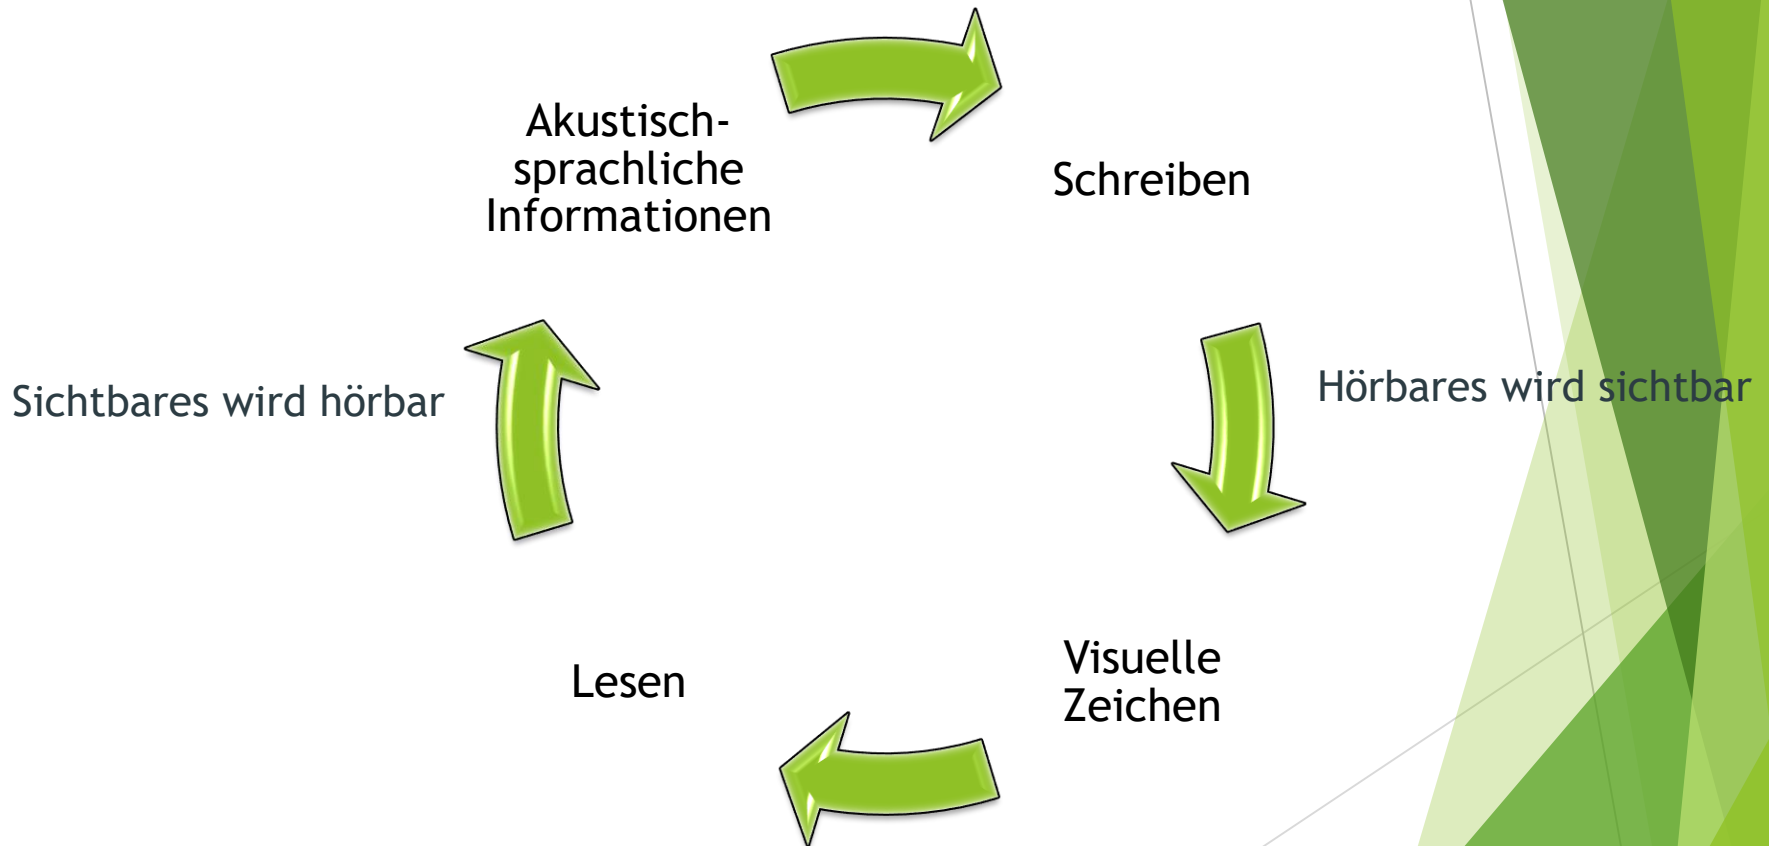 Akustisch-
sprachliche
Informationen
Schreiben
Sichtbares wird hörbar
Hörbares wird sichtbar
Lesen
Visuelle
Zeichen